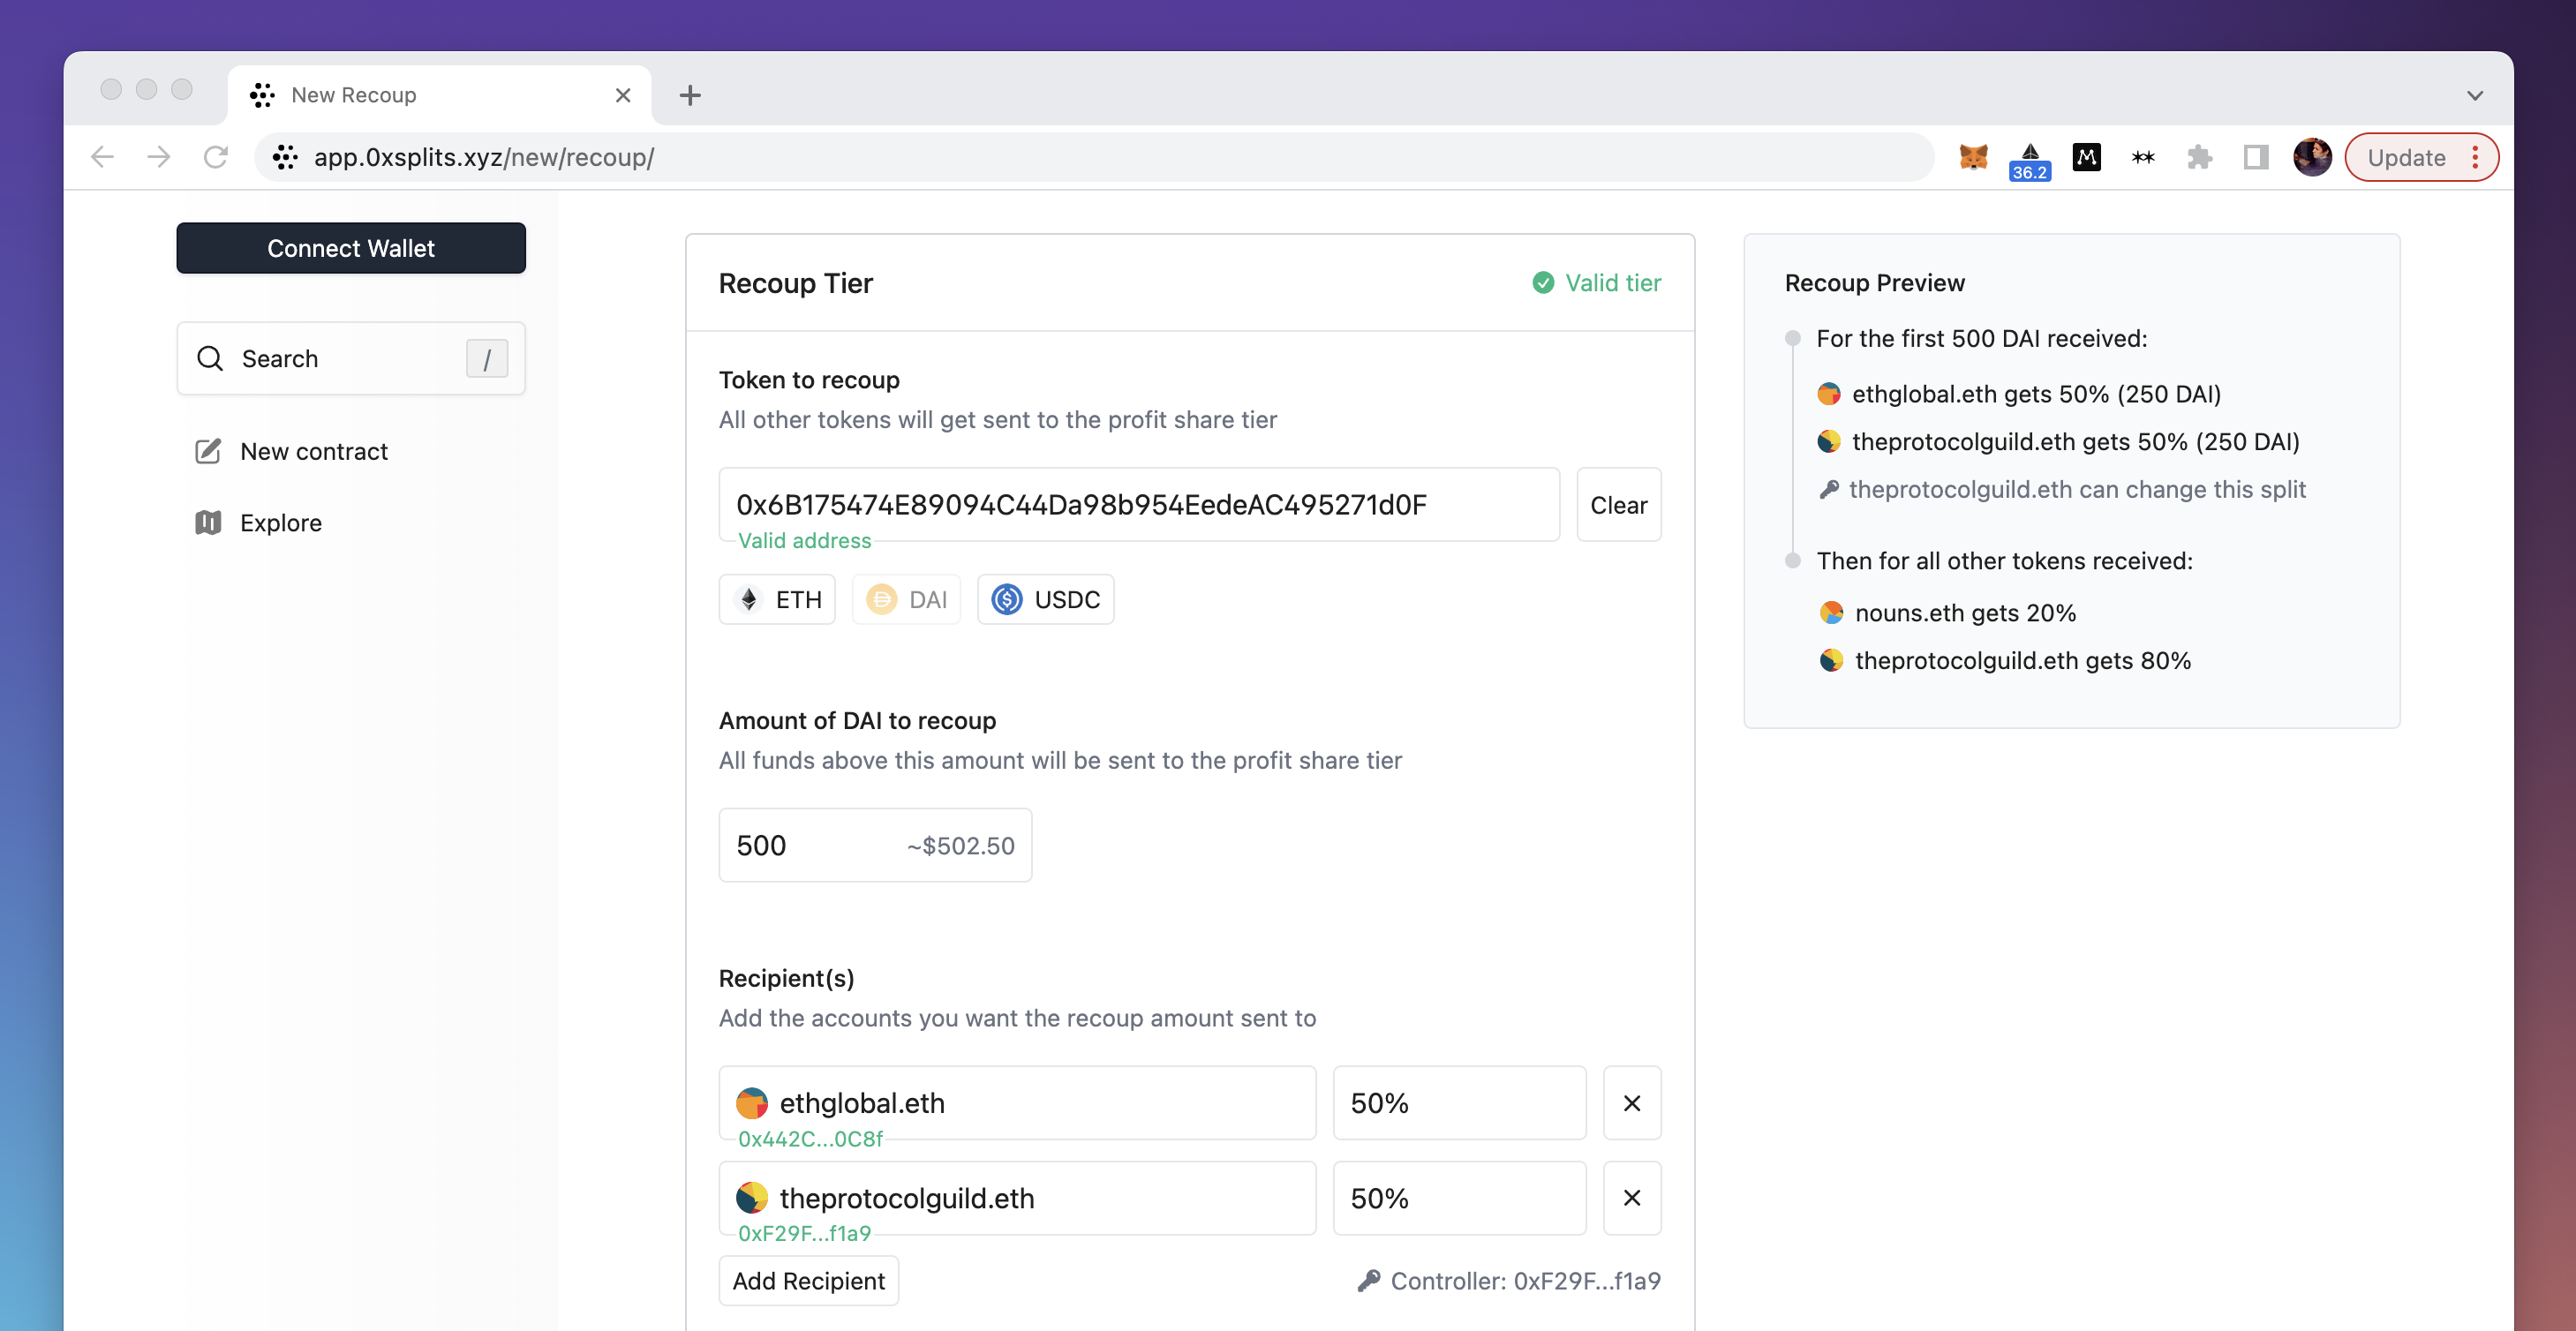 New Recoup
app.0xsplits.xyz/new/recoup/
36.2
Update
Connect Wallet
Search /
New contract
Explore
Recoup Tier
Valid tier
Token to recoup
All other tokens will get sent to the profit share tier
0x6B175474E89094C44Da98b954EedeAC495271d0F
Clear
Valid address
ETH
DAI
USDC
Amount of DAI to recoup
All funds above this amount will be sent to the profit share tier
500 ~$502.50
Recipient(s)
Add the accounts you want the recoup amount sent to
ethglobal.eth 50%
0x442C...0C8f
theprotocolguild.eth 50%
0xF29F...f1a9
Add Recipient
Controller: 0xF29F...f1a9
Recoup Preview
For the first 500 DAI received:
ethglobal.eth gets 50% (250 DAI)
theprotocolguild.eth gets 50% (250 DAI)
theprotocolguild.eth can change this split
Then for all other tokens received:
nouns.eth gets 20%
theprotocolguild.eth gets 80%